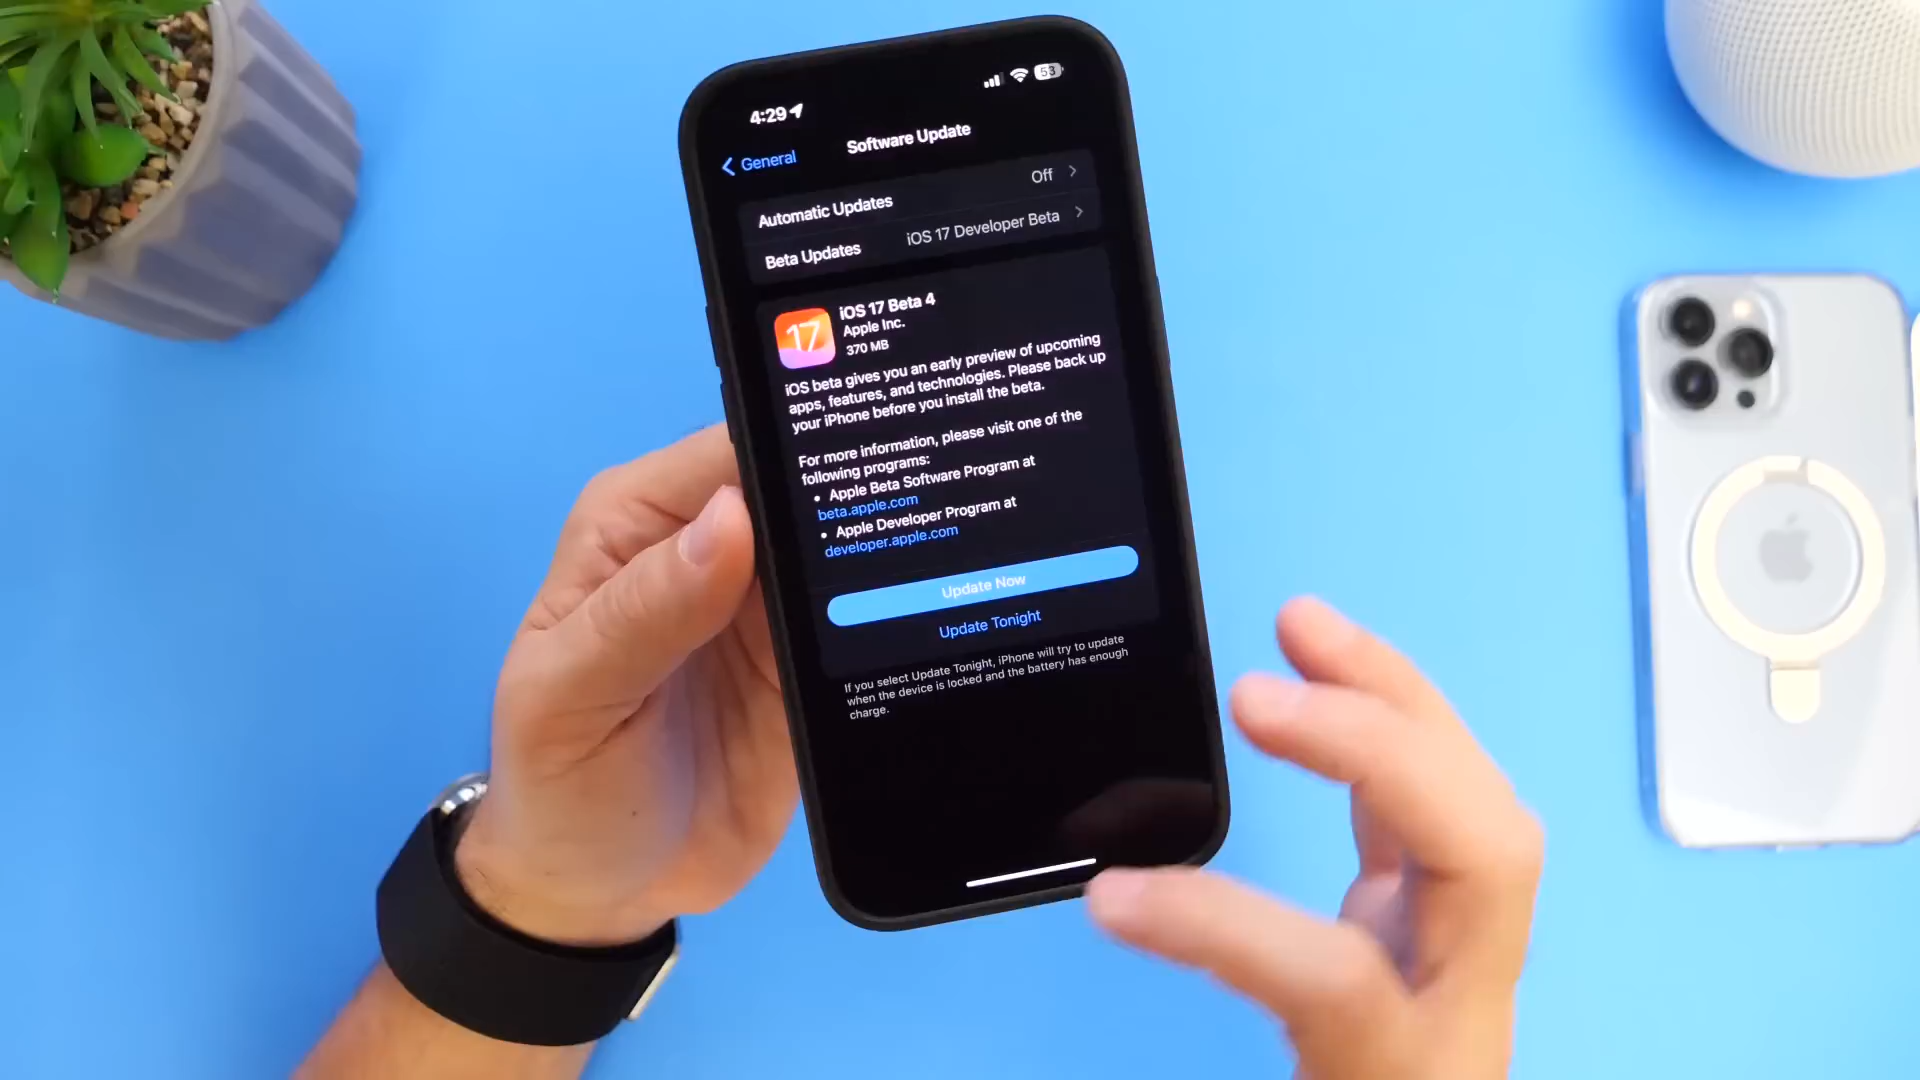 4:29
53
General
Software Update
Automatic Updates
Off
Beta Updates
iOS 17 Developer Beta
17
iOS 17 Beta 4
Apple Inc.
370 MB
iOS beta gives you an early preview of upcoming
apps, features, and technologies. Please back up
your iPhone before you install the beta.
For more information, please visit one of the
following programs:
• Apple Beta Software Program at
beta.apple.com
• Apple Developer Program at
developer.apple.com
Update Now
Update Tonight
If you select Update Tonight, iPhone will try to update
when the device is locked and the battery has enough
charge.